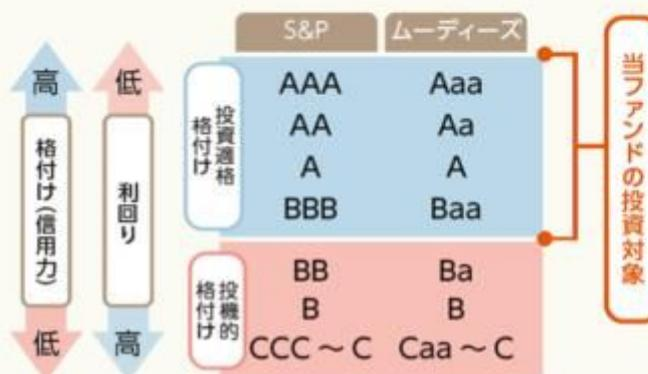 S&P ムーディーズ
高 低
格付け(信用力)
利回り
低 高
投資適格
格付け
AAA Aaa
AA Aa
A A
BBB Baa
投機的
格付け
BB Ba
B B
CCC ~ C Caa ~ C
当ファンドの投資対象